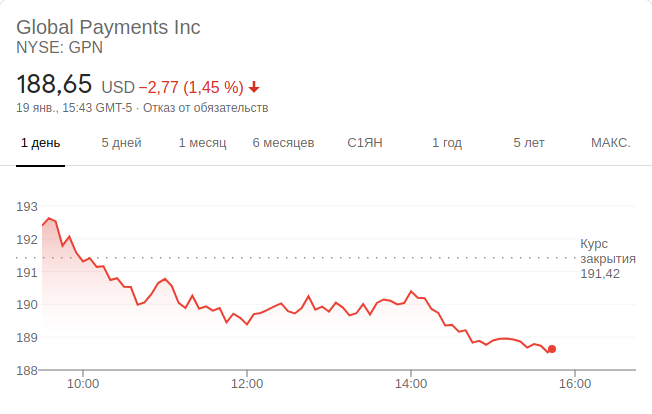 Global Payments Inc
NYSE: GPN
188,65 USD −2,77 (1,45 %)
19 янв., 15:43 GMT-5 · Отказ от обязательств
1 день 5 дней 1 месяц 6 месяцев С1ЯН 1 год 5 лет МАКС.
193
192
Курс
закрытия
191,42
191
190
189
188
10:00 12:00 14:00 16:00